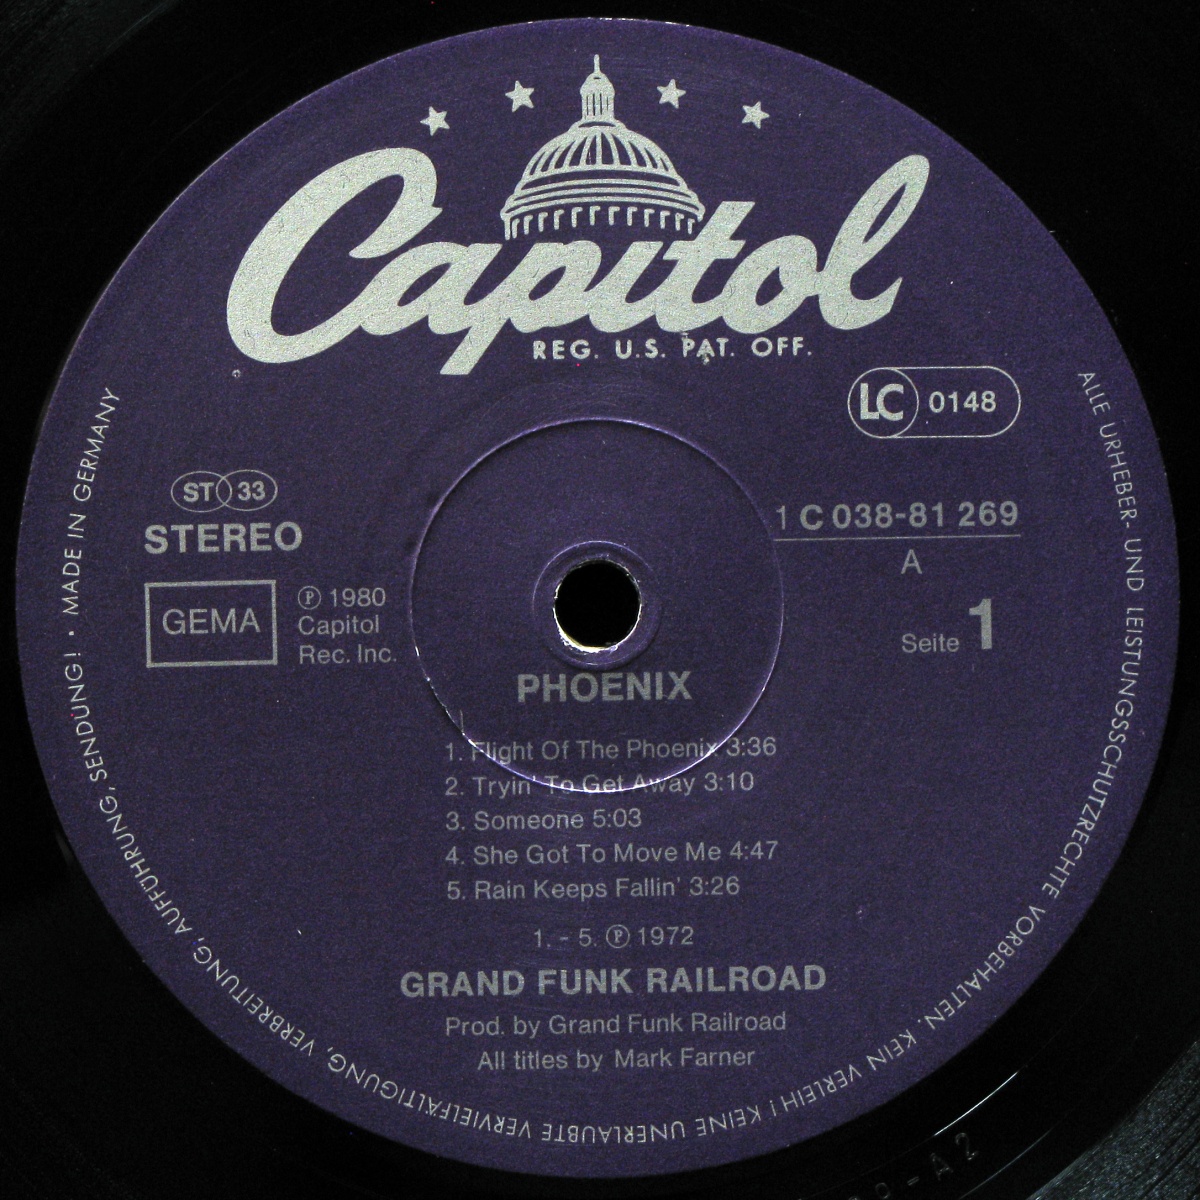 Capitol
REG. U.S. PAT. OFF.
LC 0148
ST 33
STEREO
1 C 038-81 269
A
GEMA
Ⓟ 1980
Capitol
Rec. Inc.
Seite 1
PHOENIX
1. Flight Of The Phoenix 3:36
2. Tryin' To Get Away 3:10
3. Someone 5:03
4. She Got To Move Me 4:47
5. Rain Keeps Fallin' 3:26
1. - 5. Ⓟ 1972
GRAND FUNK RAILROAD
Prod. by Grand Funk Railroad
All titles by Mark Farner
ALLE URHEBER- UND LEISTUNGSSCHUTZRECHTE VORBEHALTEN. KEIN VERLEIH! KEINE UNERLAUBTE VERVIELFÄLTIGUNG, VERBREITUNG, AUFFÜHRUNG, SENDUNG! • MADE IN GERMANY
- A 2